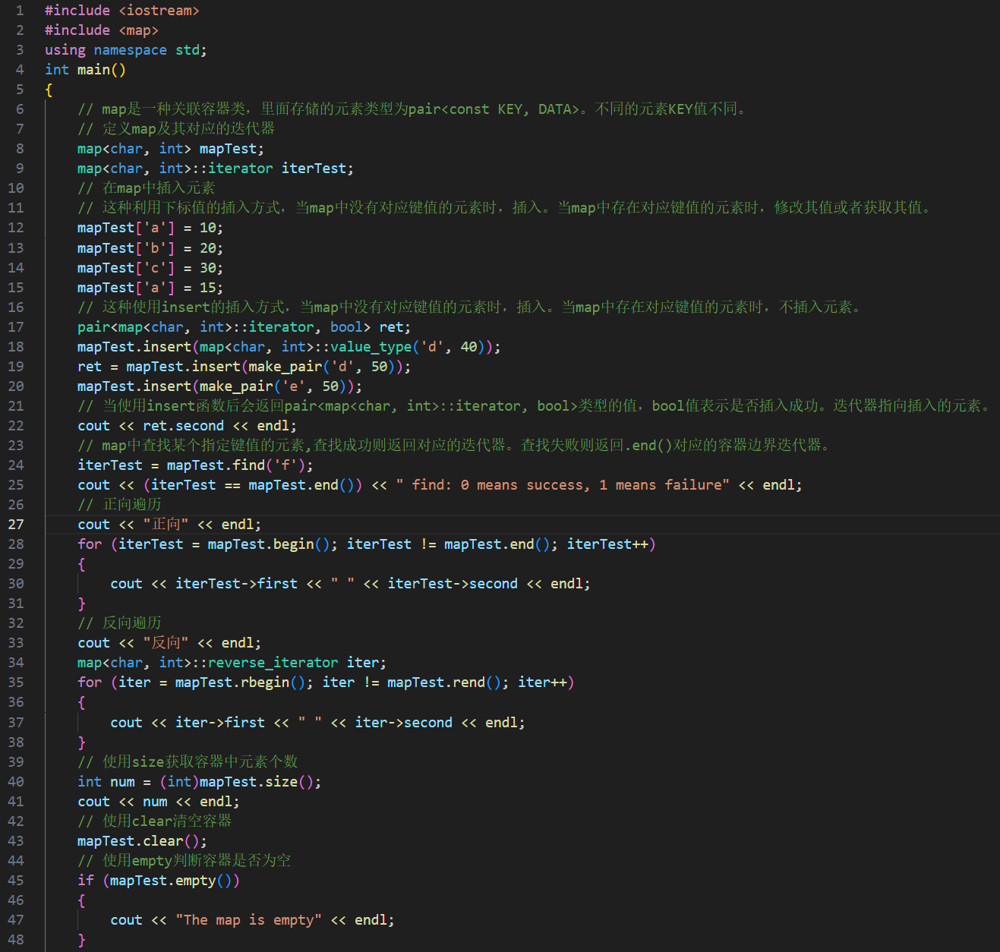 1 #include <iostream>
2 #include <map>
3 using namespace std;
4 int main()
5 {
6     // map是一种关联容器类，里面存储的元素类型为pair<const KEY, DATA>。不同的元素KEY值不同。
7     // 定义map及其对应的迭代器
8     map<char, int> mapTest;
9     map<char, int>::iterator iterTest;
10     // 在map中插入元素
11     // 这种利用下标值的插入方式，当map中没有对应键值的元素时，插入。当map中存在对应键值的元素时，修改其值或者获取其值。
12     mapTest['a'] = 10;
13     mapTest['b'] = 20;
14     mapTest['c'] = 30;
15     mapTest['a'] = 15;
16     // 这种使用insert的插入方式，当map中没有对应键值的元素时，插入。当map中存在对应键值的元素时，不插入元素。
17     pair<map<char, int>::iterator, bool> ret;
18     mapTest.insert(map<char, int>::value_type('d', 40));
19     ret = mapTest.insert(make_pair('d', 50));
20     mapTest.insert(make_pair('e', 50));
21     // 当使用insert函数后会返回pair<map<char, int>::iterator, bool>类型的值，bool值表示是否插入成功。迭代器指向插入的元素。
22     cout << ret.second << endl;
23     // map中查找某个指定键值的元素,查找成功则返回对应的迭代器。查找失败则返回.end()对应的容器边界迭代器。
24     iterTest = mapTest.find('f');
25     cout << (iterTest == mapTest.end()) << " find: 0 means success, 1 means failure" << endl;
26     // 正向遍历
27     cout << "正向" << endl;
28     for (iterTest = mapTest.begin(); iterTest != mapTest.end(); iterTest++)
29     {
30         cout << iterTest->first << " " << iterTest->second << endl;
31     }
32     // 反向遍历
33     cout << "反向" << endl;
34     map<char, int>::reverse_iterator iter;
35     for (iter = mapTest.rbegin(); iter != mapTest.rend(); iter++)
36     {
37         cout << iter->first << " " << iter->second << endl;
38     }
39     // 使用size获取容器中元素个数
40     int num = (int)mapTest.size();
41     cout << num << endl;
42     // 使用clear清空容器
43     mapTest.clear();
44     // 使用empty判断容器是否为空
45     if (mapTest.empty())
46     {
47         cout << "The map is empty" << endl;
48     }